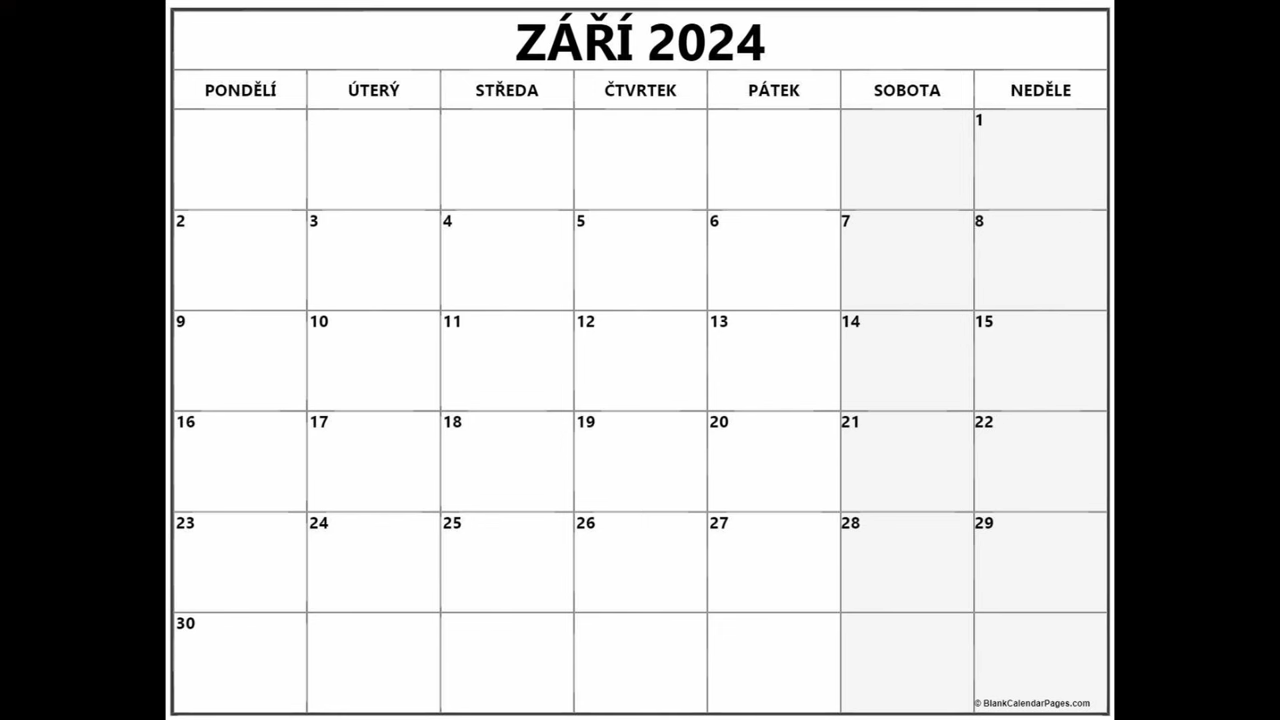 ZÁŘÍ 2024
PONDĚLÍ ÚTERÝ STŘEDA ČTVRTEK PÁTEK SOBOTA NEDĚLE
1
2 3 4 5 6 7 8
9 10 11 12 13 14 15
16 17 18 19 20 21 22
23 24 25 26 27 28 29
30
© BlankCalendarPages.com